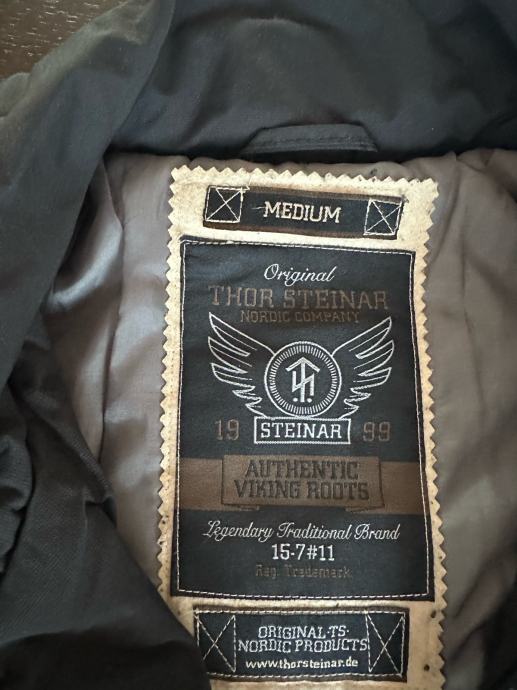 MEDIUM
Original
THOR STEINAR
NORDIC COMPANY
19 STEINAR 99
AUTHENTIC
VIKING ROOTS
Legendary Traditional Brand
15-7#11
Reg. Trademark
ORIGINAL-TS-
NORDIC PRODUCTS
www.thorsteinar.de